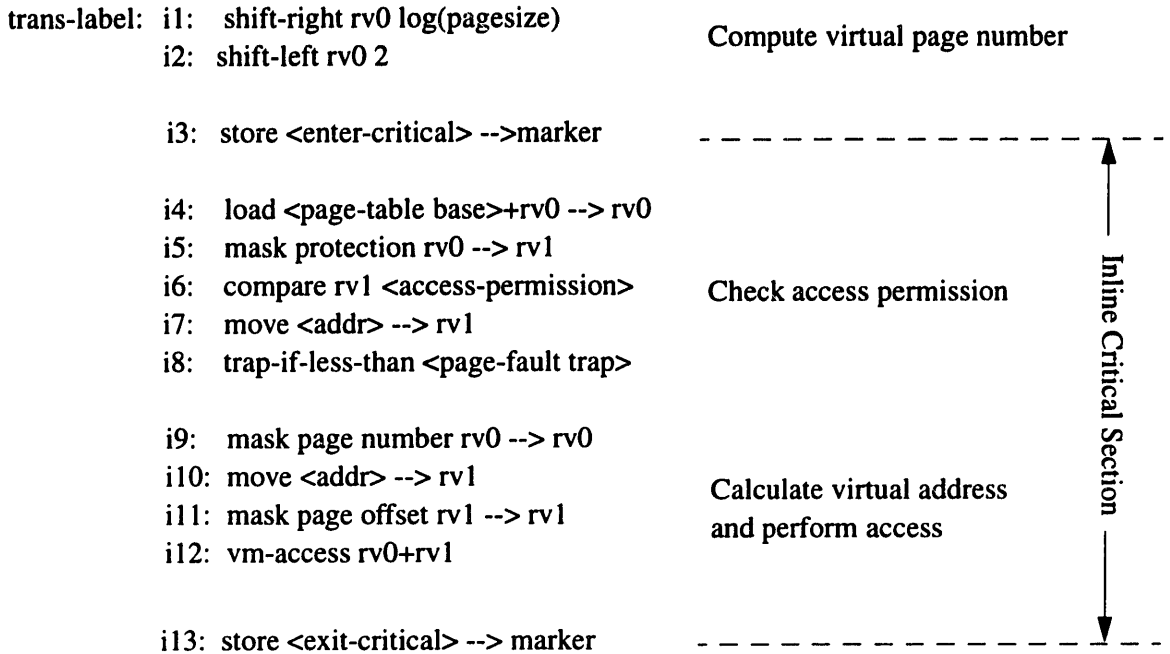 trans-label: i1: shift-right rv0 log(pagesize)
i2: shift-left rv0 2
Compute virtual page number
i3: store <enter-critical> -->marker
i4: load <page-table base>+rv0 --> rv0
i5: mask protection rv0 --> rv1
i6: compare rv1 <access-permission>
i7: move <addr> --> rv1
i8: trap-if-less-than <page-fault trap>
Check access permission
i9: mask page number rv0 --> rv0
i10: move <addr> --> rv1
i11: mask page offset rv1 --> rv1
i12: vm-access rv0+rv1
Calculate virtual address
and perform access
i13: store <exit-critical> --> marker
Inline Critical Section